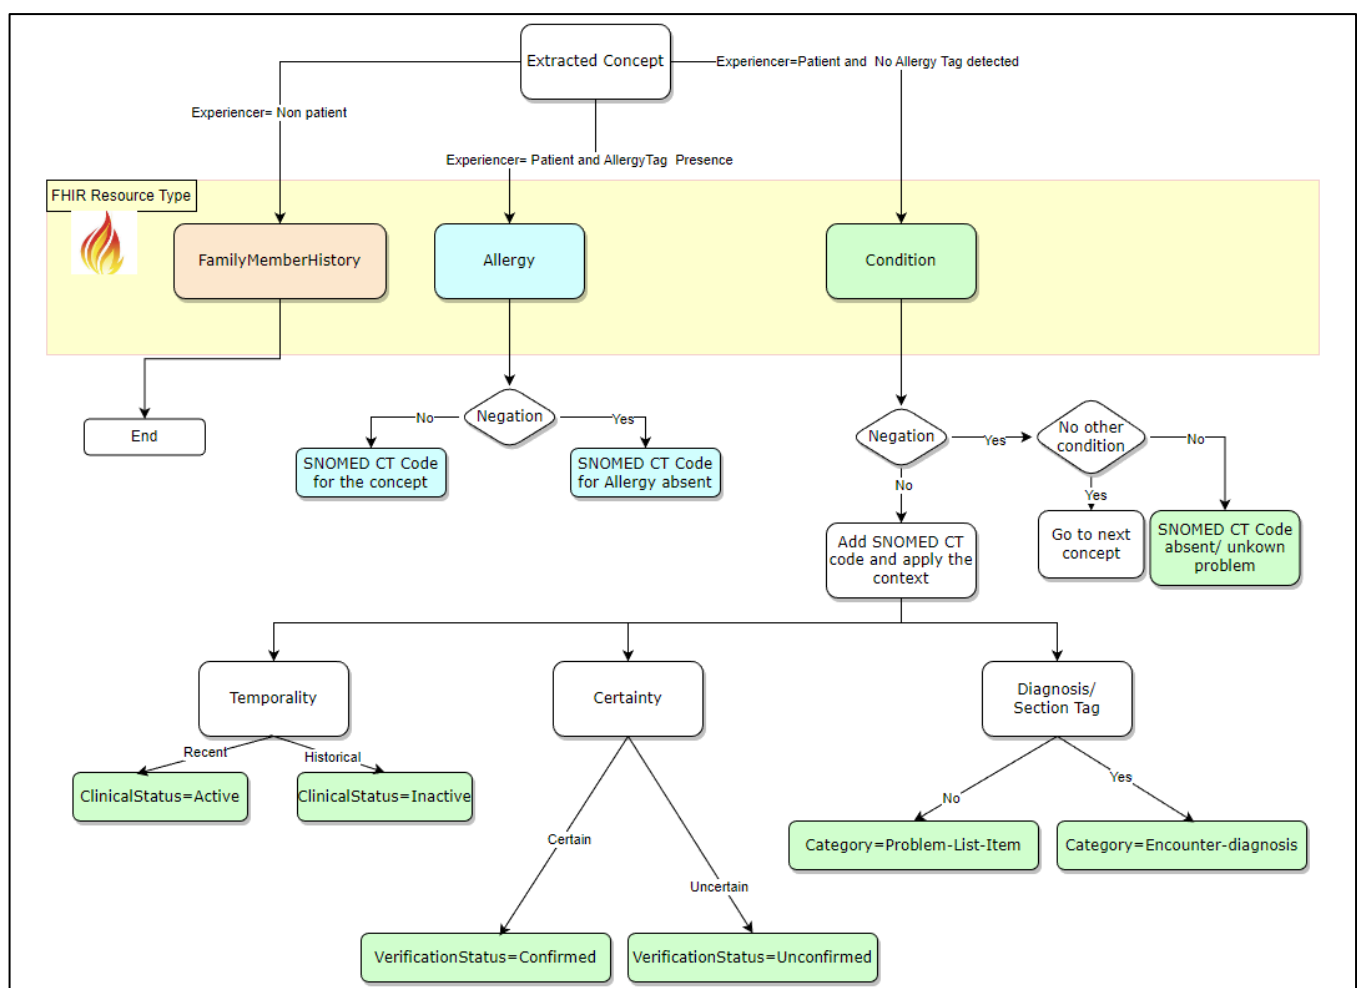 Extracted Concept
Experiencer=Patient and No Allergy Tag detected
Experiencer= Non patient
Experiencer= Patient and AllergyTag Presence
FHIR Resource Type
FamilyMemberHistory
Allergy
Condition
End
No
Negation
Yes
SNOMED CT Code
for the concept
SNOMED CT Code
for Allergy absent
Negation
Yes
No other
condition
No
No
Yes
Add SNOMED CT
code and apply the
context
Go to next
concept
SNOMED CT Code
absent/ unkown
problem
Temporality
Certainty
Diagnosis/
Section Tag
Recent
Historical
ClinicalStatus=Active
ClinicalStatus=Inactive
Certain
Uncertain
No
Yes
Category=Problem-List-Item
Category=Encounter-diagnosis
VerificationStatus=Confirmed
VerificationStatus=Unconfirmed